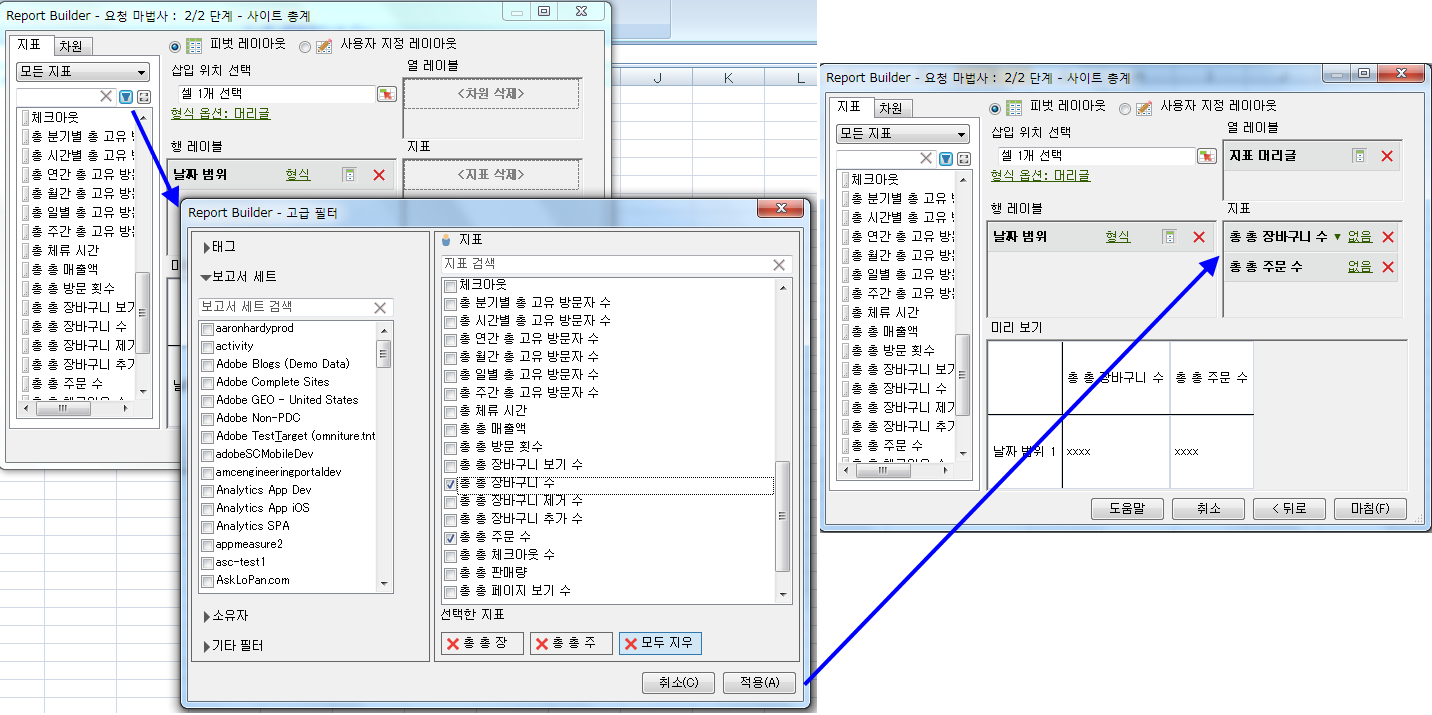 Report Builder - 요청 마법사 : 2/2 단계 - 사이트 총계
지표 차원
피벗 레이아웃 사용자 지정 레이아웃
모든 지표
삽입 위치 선택
셀 1개 선택
형식 옵션: 머리글
열 레이블
<차원 삭제>
행 레이블
날짜 범위 형식
지표
<지표 삭제>
체크아웃
총 분기별 총 고유
총 시간별 총 고유
총 연간 총 고유 방
총 월간 총 고유 방
총 일별 총 고유 방
총 주간 총 고유 방
총 체류 시간
총 총 매출액
총 총 방문 횟수
총 총 장바구니 보기
총 총 장바구니 수
총 총 장바구니 제거
총 총 장바구니 추가
총 총 주문 수
J K L
Report Builder - 고급 필터
태그
보고서 세트
보고서 세트 검색
aaronhardyprod
activity
Adobe Blogs (Demo Data)
Adobe Complete Sites
Adobe GEO - United States
Adobe Non-PDC
Adobe TestTarget (omniture.tnt
adobeSCMobileDev
amcengineeringportaldev
Analytics App Dev
Analytics App iOS
Analytics SPA
appmeasure2
asc-test1
AskLoPan.com
소유자
기타 필터
지표
지표 검색
체크아웃
총 분기별 총 고유 방문자 수
총 시간별 총 고유 방문자 수
총 연간 총 고유 방문자 수
총 월간 총 고유 방문자 수
총 일별 총 고유 방문자 수
총 주간 총 고유 방문자 수
총 체류 시간
총 총 매출액
총 총 방문 횟수
총 총 장바구니 보기 수
총 총 장바구니 수
총 총 장바구니 제거 수
총 총 장바구니 추가 수
총 총 주문 수
총 총 체크아웃 수
총 총 판매량
총 총 페이지 보기 수
선택한 지표
총 총 장 총 총 주 모두 지우
취소(C) 적용(A)
Report Builder - 요청 마법사 : 2/2 단계 - 사이트 총계
지표 차원
피벗 레이아웃 사용자 지정 레이아웃
모든 지표
삽입 위치 선택
셀 1개 선택
형식 옵션: 머리글
열 레이블
지표 머리글
행 레이블
날짜 범위 형식
지표
총 총 장바구니 수 없음
총 총 주문 수 없음
체크아웃
총 분기별 총 고유
총 시간별 총 고유
총 연간 총 고유 방문
총 월간 총 고유 방문
총 일별 총 고유 방문
총 주간 총 고유 방문
총 체류 시간
총 총 매출액
총 총 방문 횟수
총 총 장바구니 보기
총 총 장바구니 수
총 총 장바구니 제거
총 총 장바구니 추가
총 총 주문 수
미리 보기
총 총 장바구니 수 총 총 주문 수
날짜 범위 1 xxxx xxxx
도움말 취소 < 뒤로 마침(F)